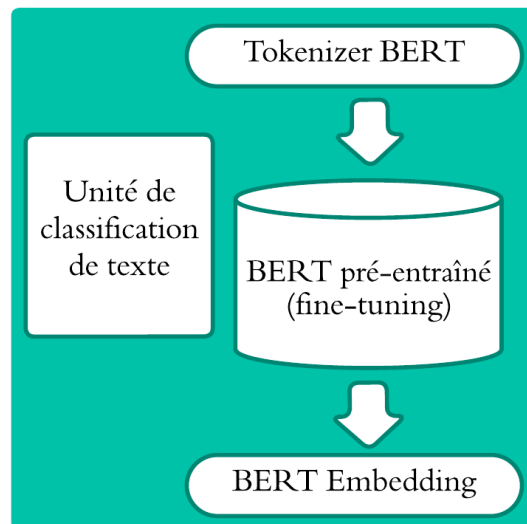 Tokenizer BERT
Unité de
classification
de texte
BERT pré-entraîné
(fine-tuning)
BERT Embedding